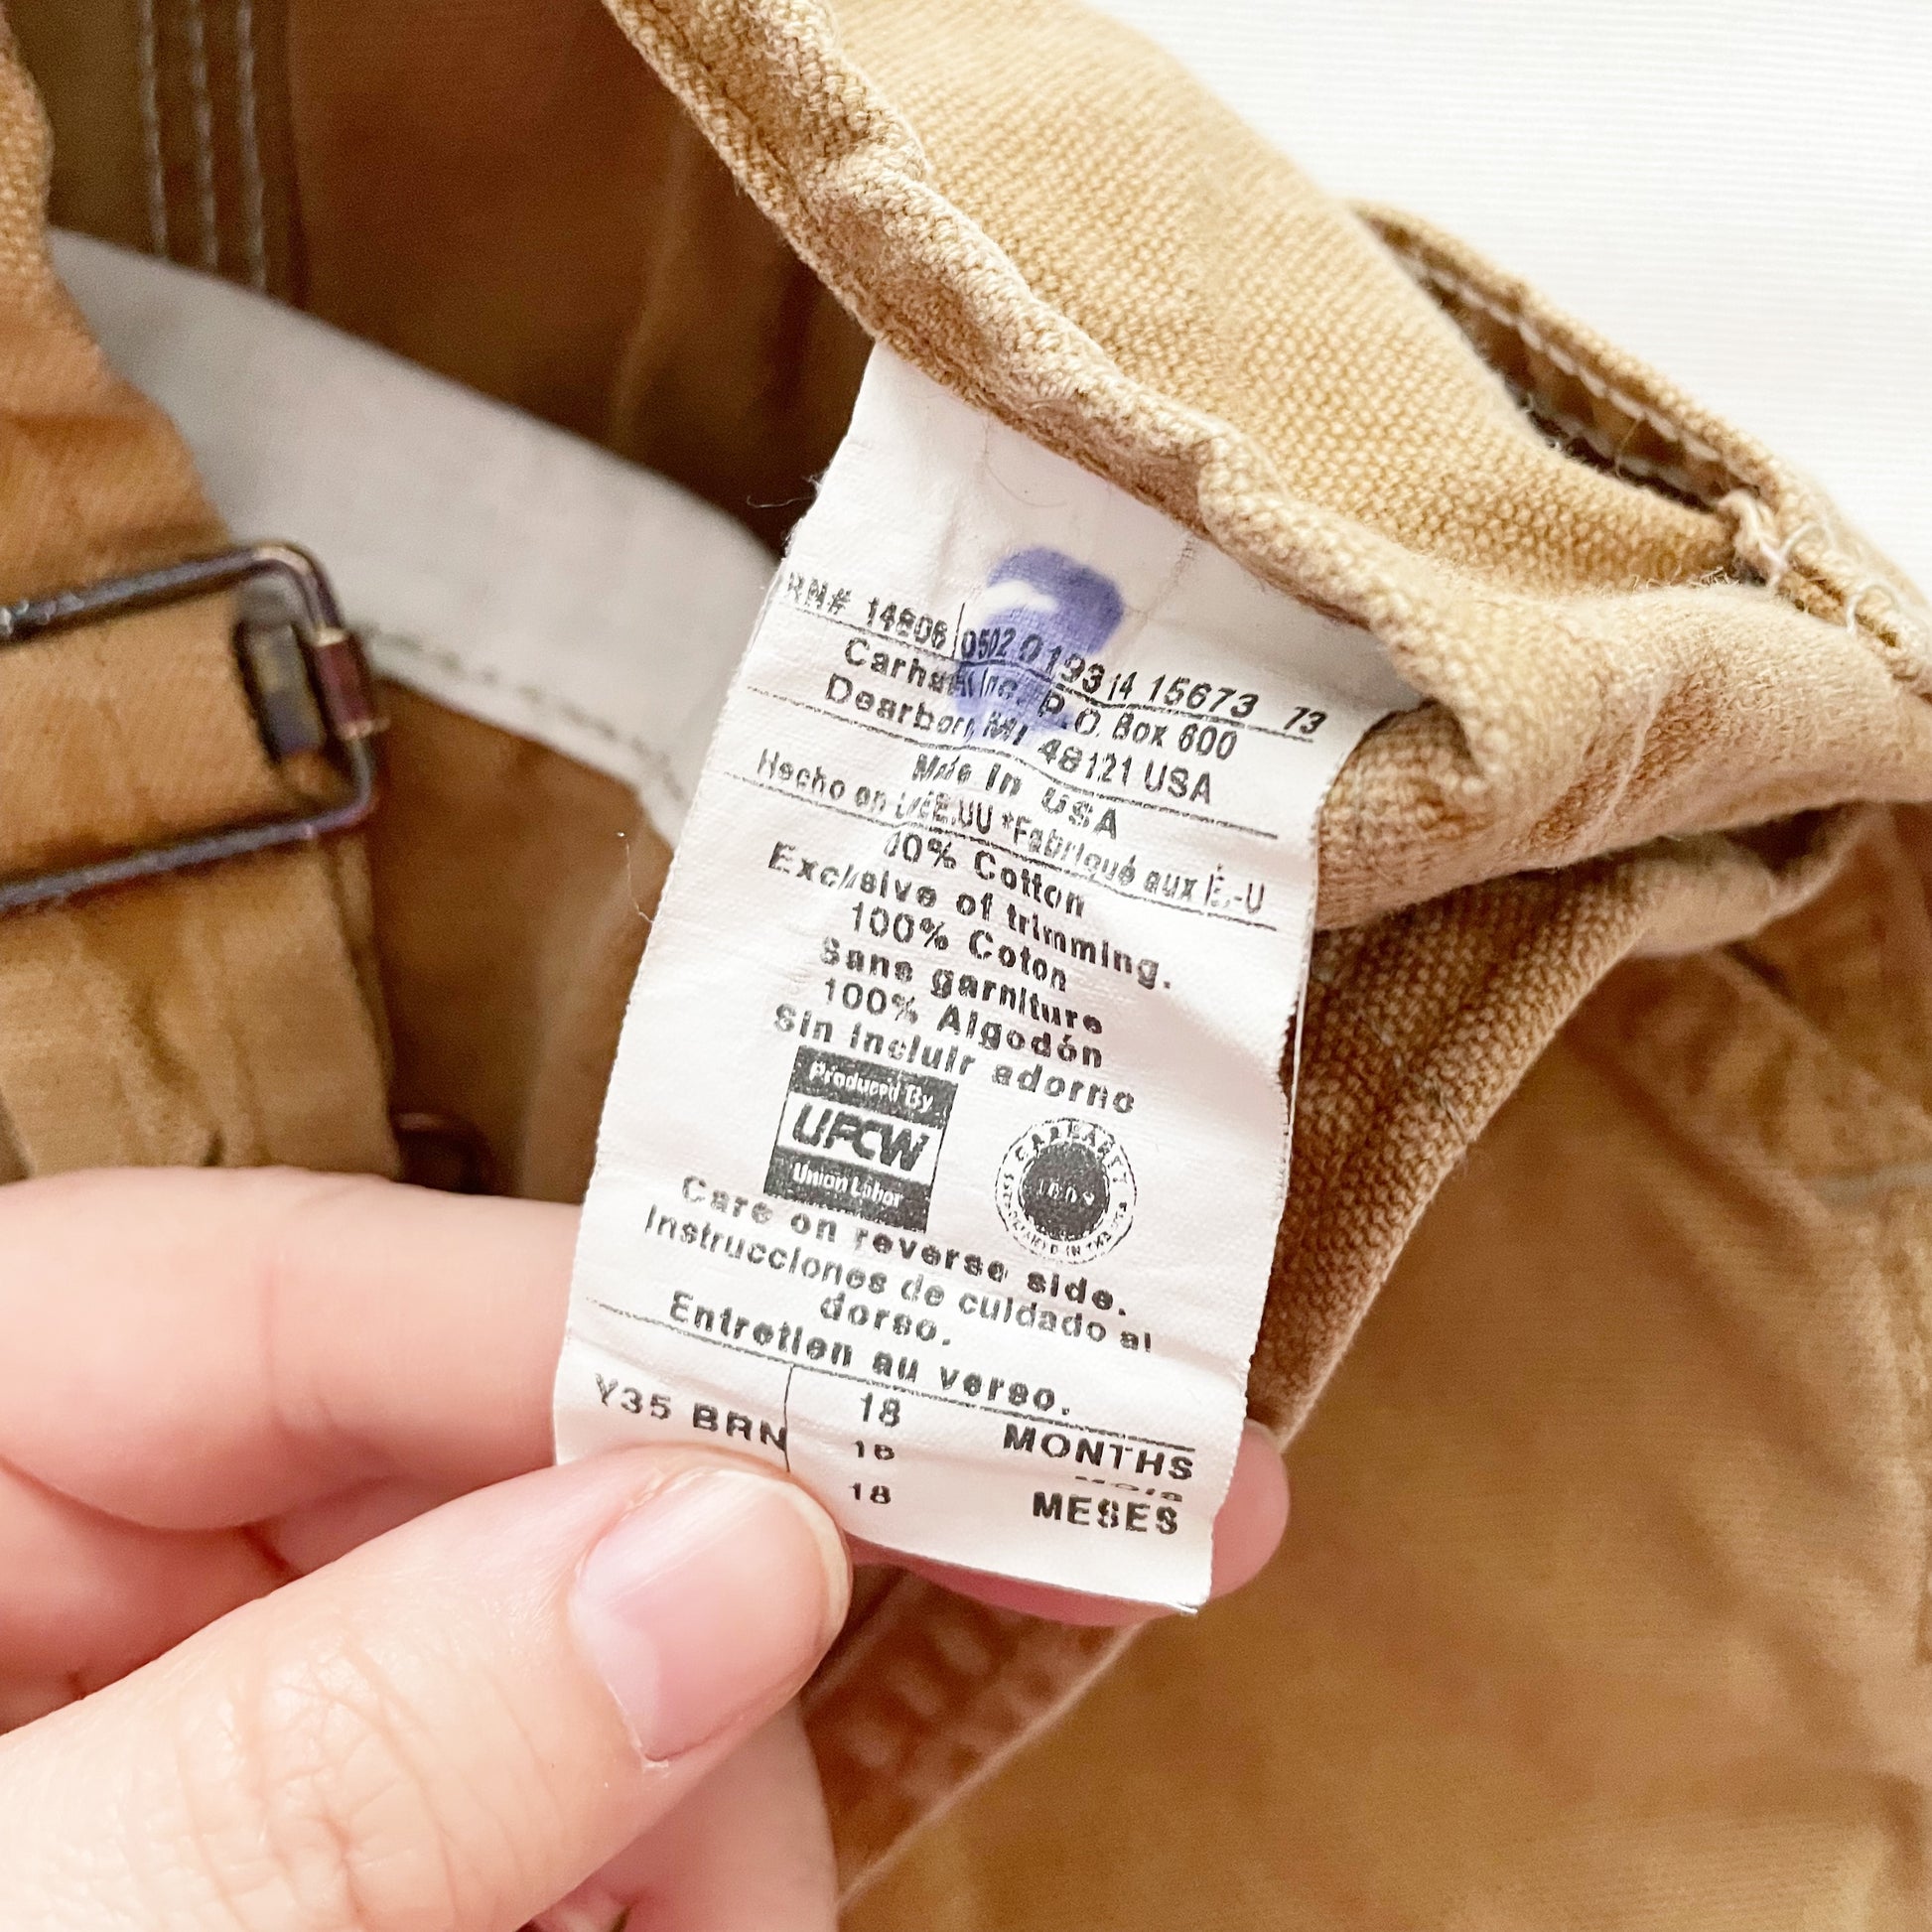 RN# 14806 0502 0193 14 15673 73
Carhartt, Inc. P.O. Box 600
Dearborn, MI 48121 USA
Made in USA
Hecho en *Fabriqué aux É.-U
100% Cotton
Exclusive of trimming.
100% Coton
Sans garniture
100% Algodón
Sin incluir adorno
Produced By
UFCW
Union Labor
CARHARTT
Care on reverse side.
Instrucciones de cuidado al
dorso.
Entretien au verso.
Y35 BRN 18 MONTHS
18 Mois
18 MESES